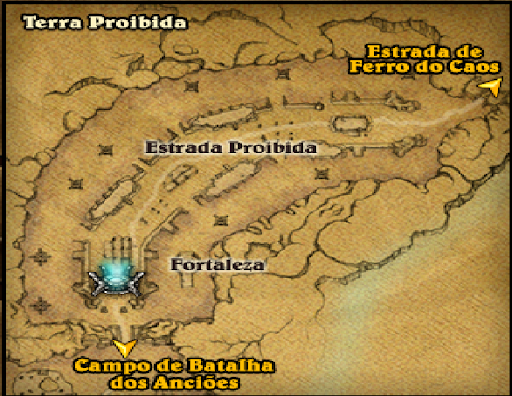 Terra Proibida
Estrada de
Ferro do Caos
Estrada Proibida
Fortaleza
Campo de Batalha
dos Anciões